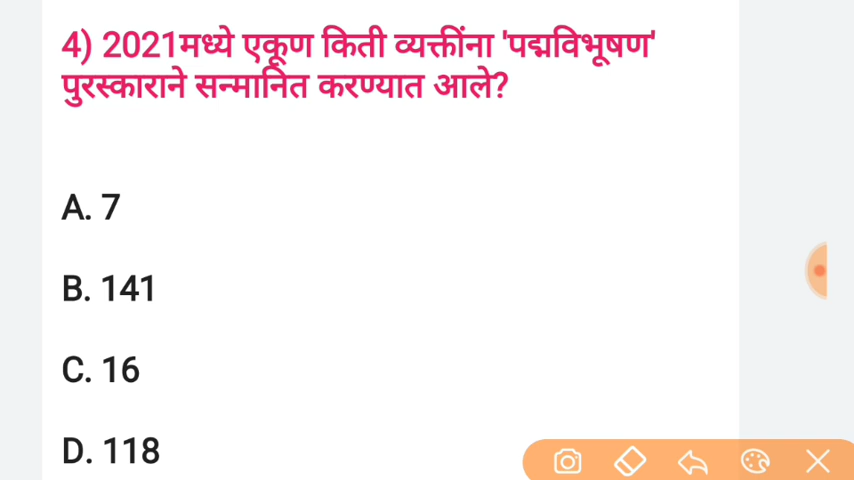 4) 2021मध्ये एकूण किती व्यक्तींना 'पद्मविभूषण'
पुरस्काराने सन्मानित करण्यात आले?
A. 7
B. 141
C. 16
D. 118